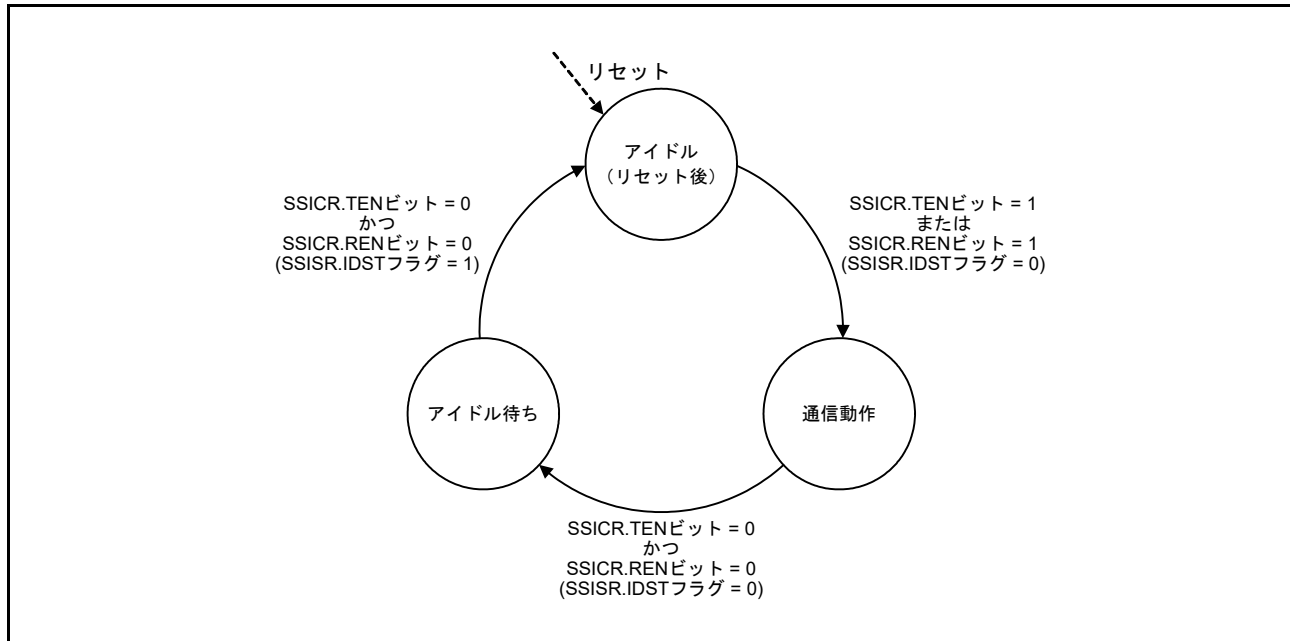 リセット
アイドル
（リセット後）
SSICR.TENビット = 0
かつ
SSICR.RENビット = 0
(SSISR.IDSTフラグ = 1)
SSICR.TENビット = 1
または
SSICR.RENビット = 1
(SSISR.IDSTフラグ = 0)
アイドル待ち
通信動作
SSICR.TENビット = 0
かつ
SSICR.RENビット = 0
(SSISR.IDSTフラグ = 0)